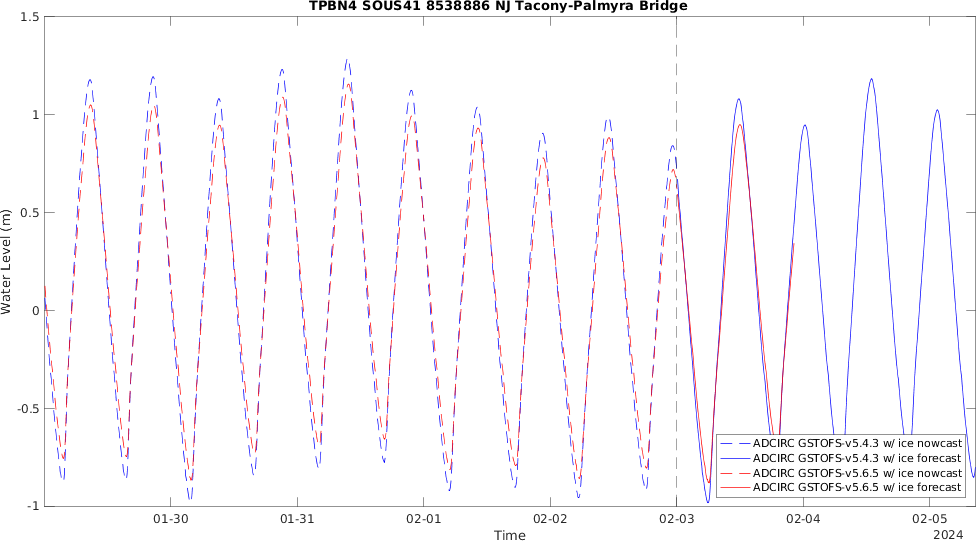 TPBN4 SOUS41 8538886 NJ Tacony-Palmyra Bridge
1.5
1
0.5
0
-0.5
-1
Water Level (m)
01-30
01-31
02-01
02-02
02-03
02-04
02-05
Time
2024
ADCIRC GSTOFS-v5.4.3 w/ ice nowcast
ADCIRC GSTOFS-v5.4.3 w/ ice forecast
ADCIRC GSTOFS-v5.6.5 w/ ice nowcast
ADCIRC GSTOFS-v5.6.5 w/ ice forecast